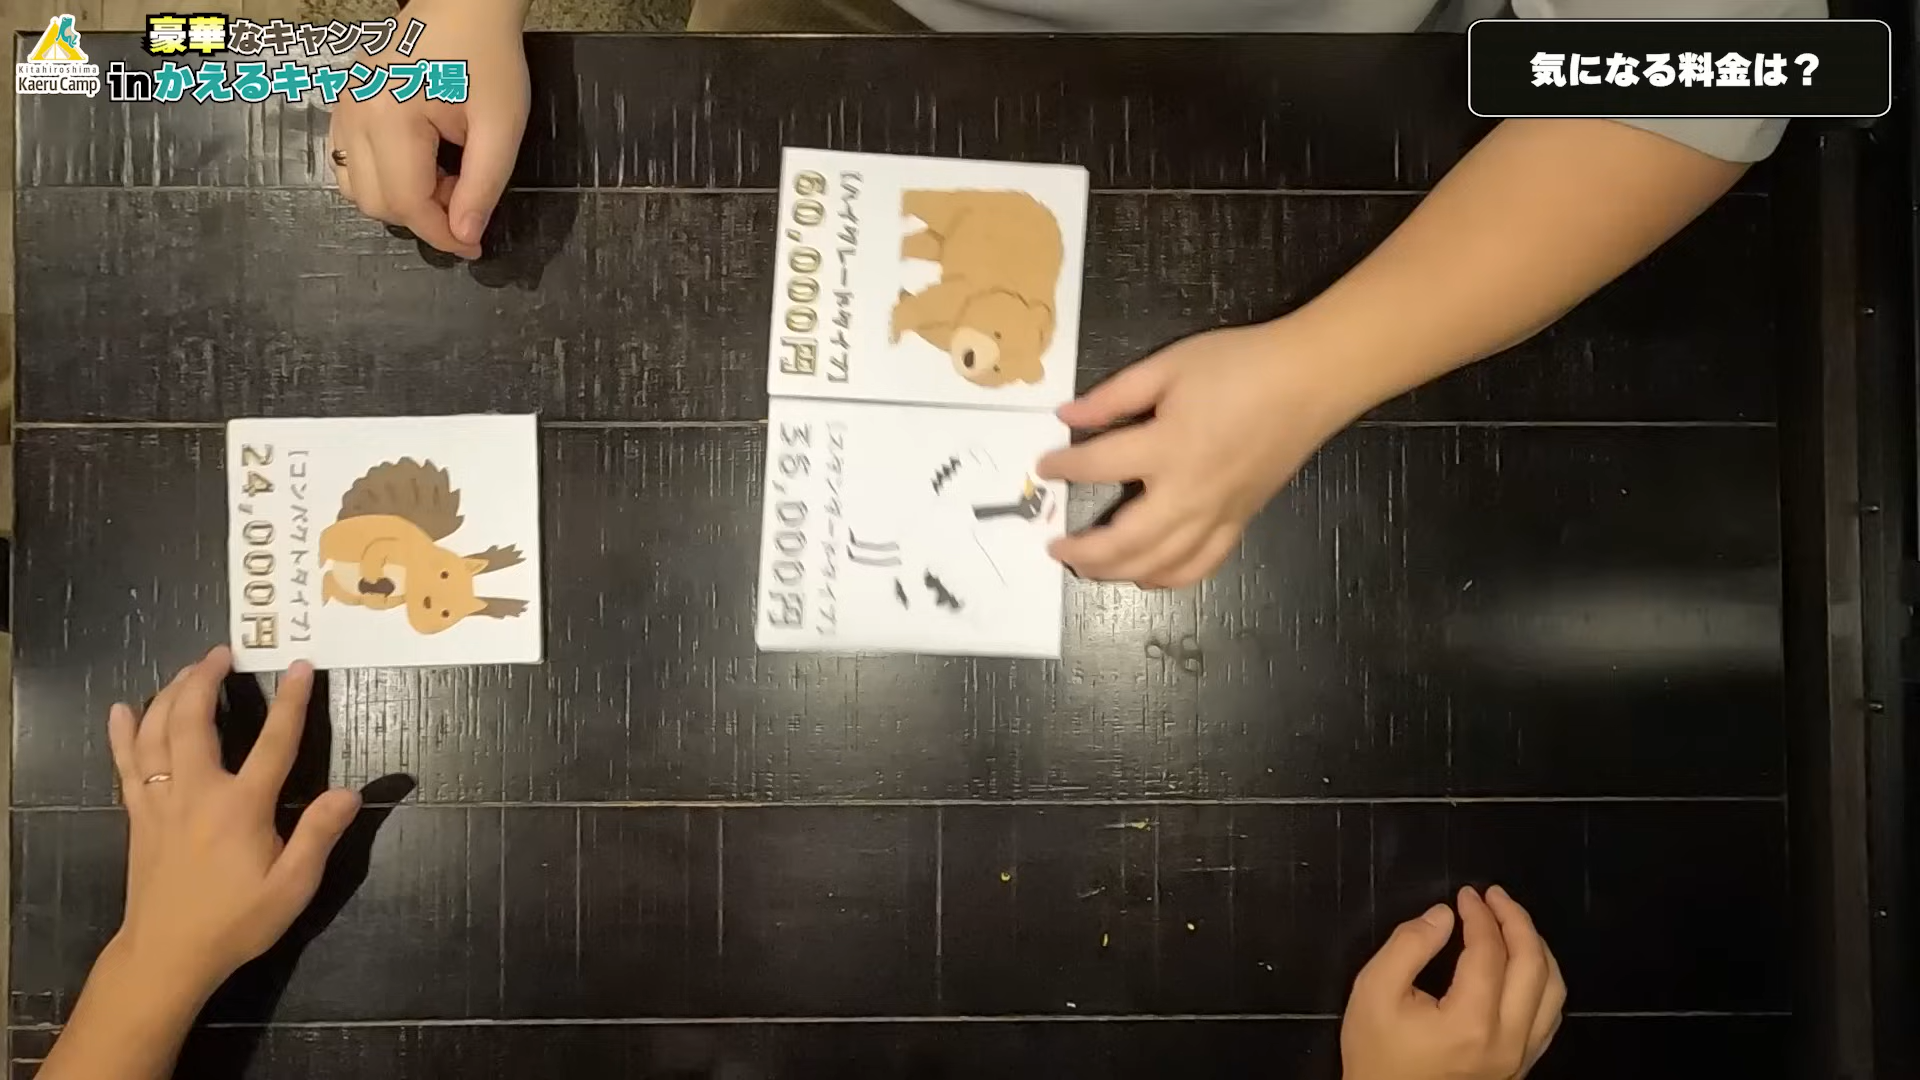 Kitahiroshima
Kaeru Camp
豪華なキャンプ!
inかえるキャンプ場
気になる料金は?
[ハイグレードタイプ]
60,000円
[スタンダードタイプ]
36,000円
[コンパクトタイプ]
24,000円